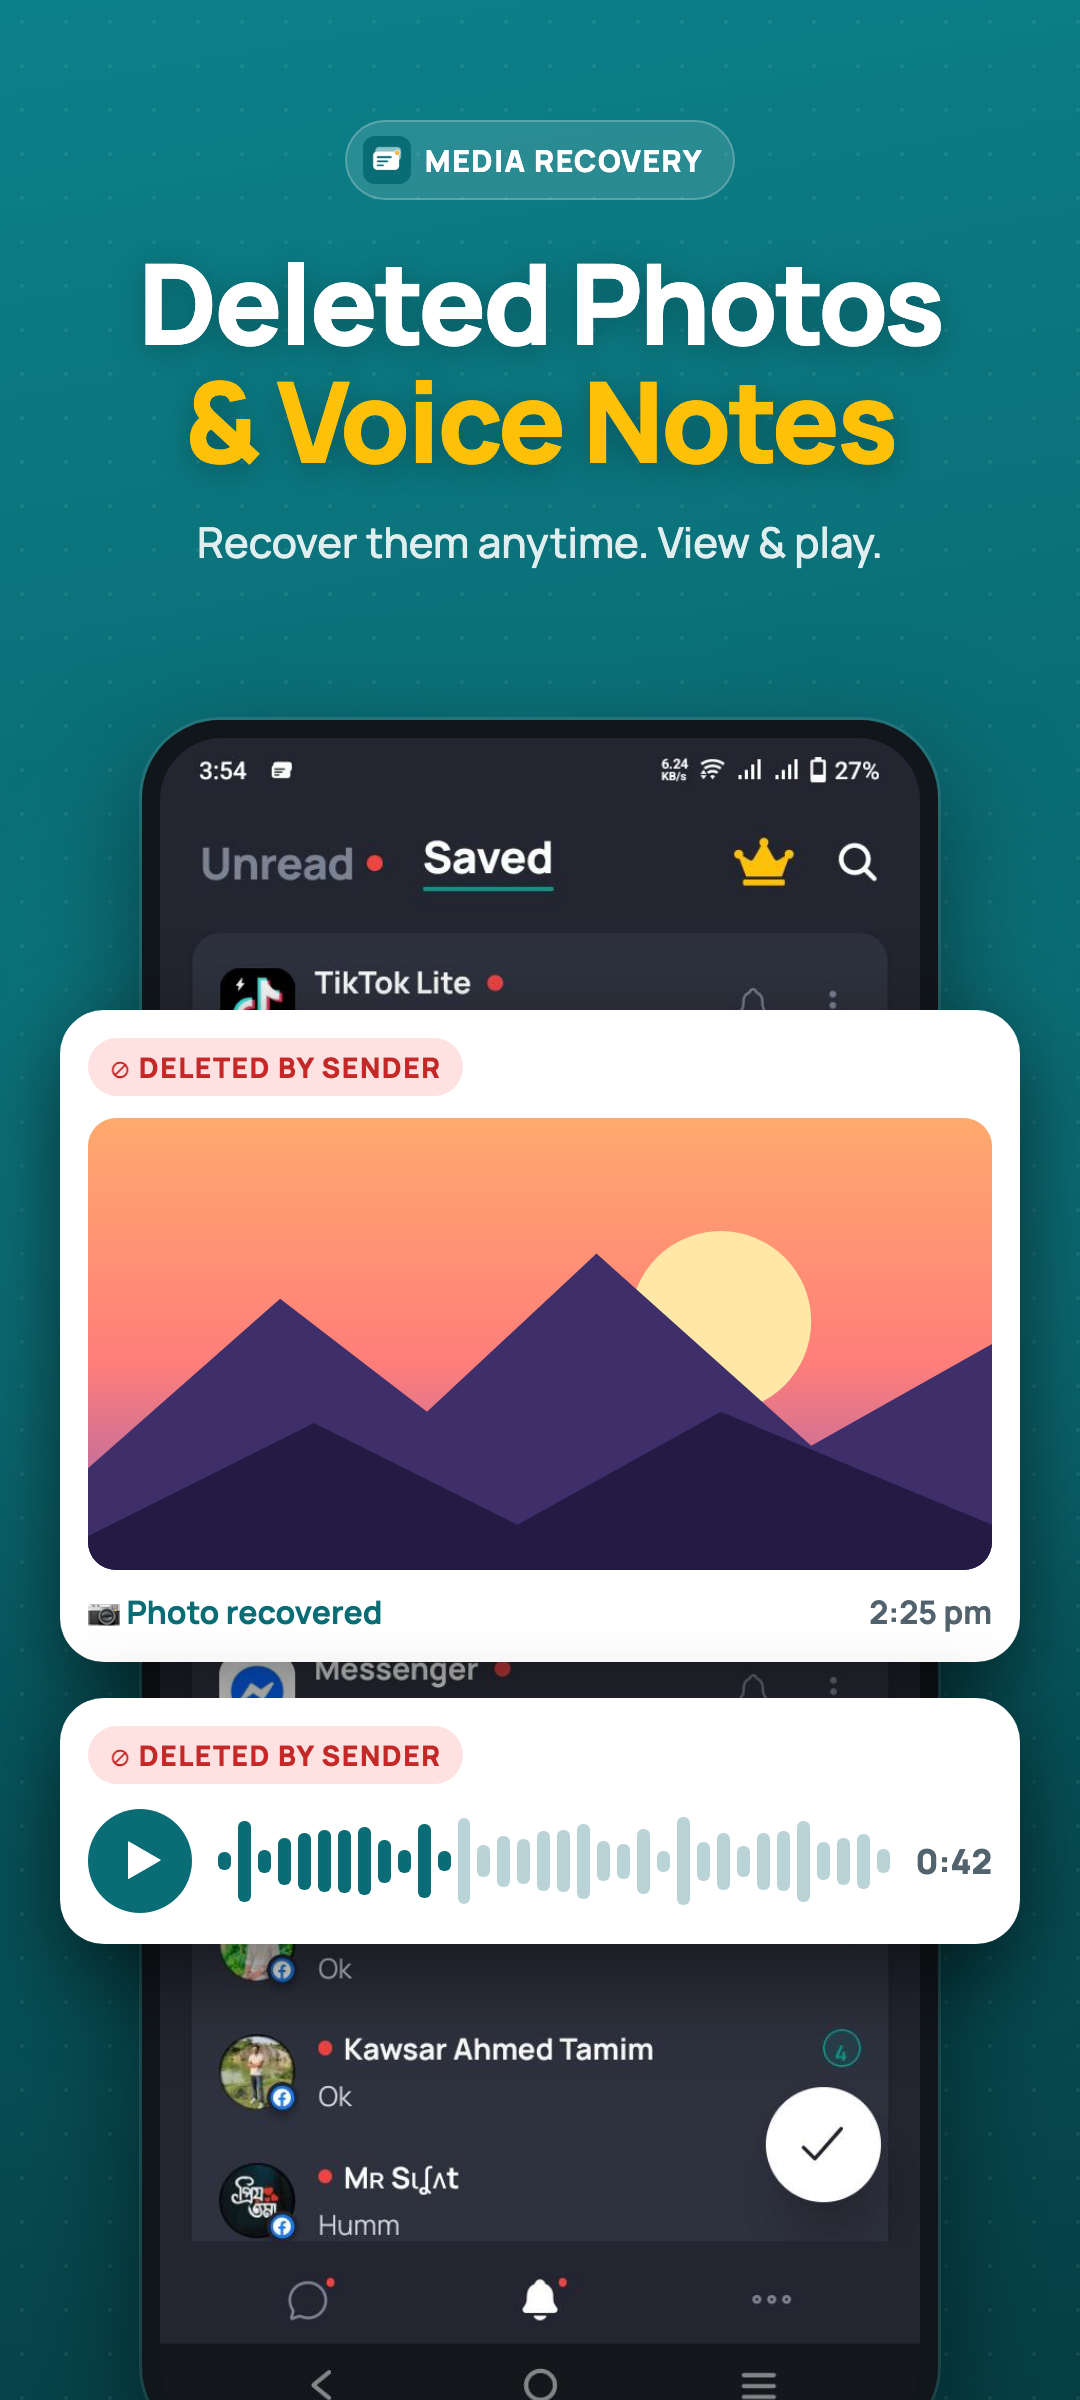 MEDIA RECOVERY
Deleted Photos
& Voice Notes
Recover them anytime. View & play.
3:54
6.24
KB/s
27%
Unread
Saved
TikTok Lite
DELETED BY SENDER
Photo recovered
2:25 pm
Messenger
DELETED BY SENDER
0:42
Ok
Kawsar Ahmed Tamim
4
Ok
Humm